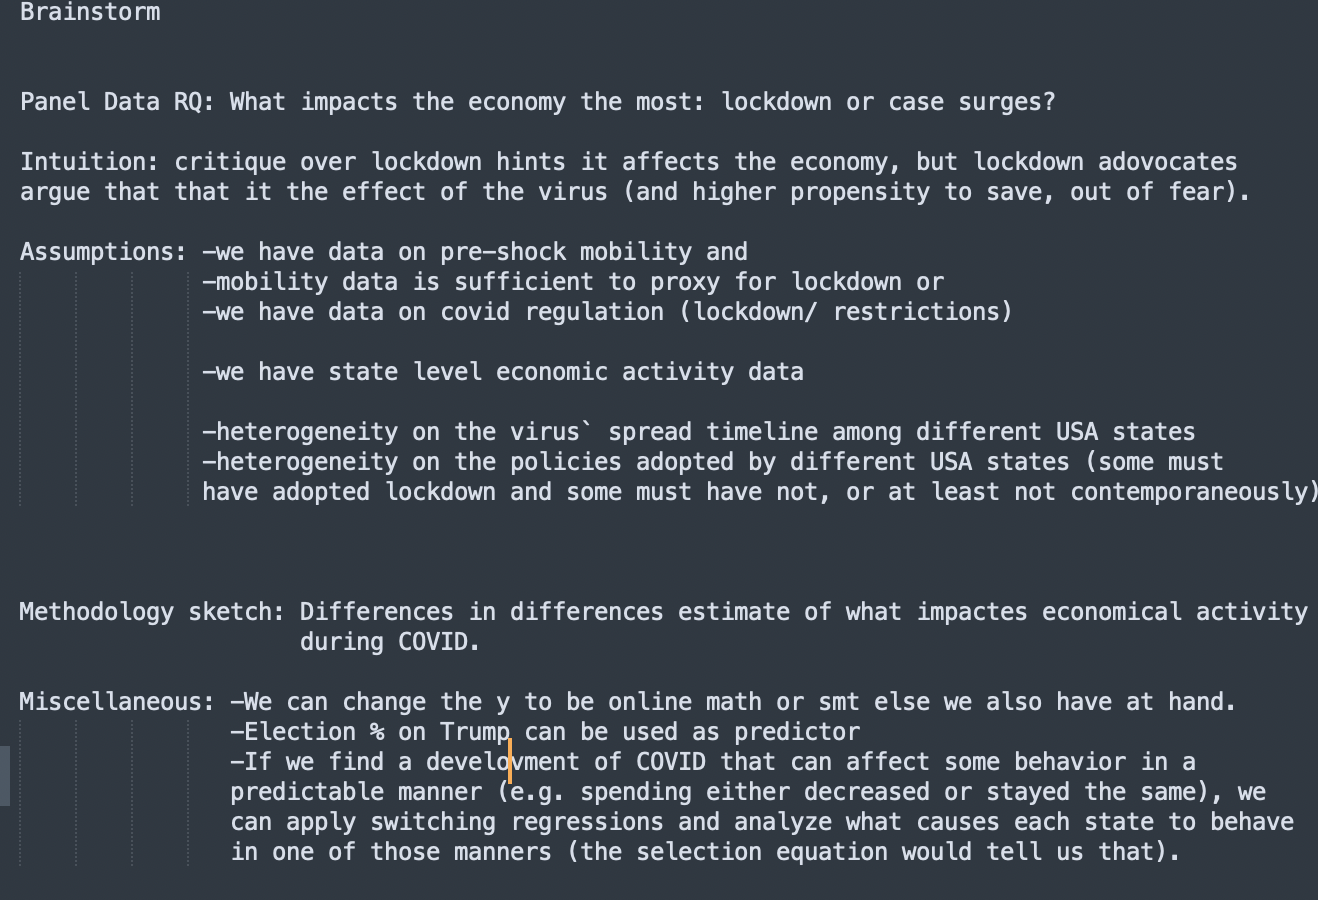 Brainstorm
Panel Data RQ: What impacts the economy the most: lockdown or case surges?
Intuition: critique over lockdown hints it affects the economy, but lockdown adovocates
argue that that it the effect of the virus (and higher propensity to save, out of fear).
Assumptions: -we have data on pre-shock mobility and
-mobility data is sufficient to proxy for lockdown or
-we have data on covid regulation (lockdown/ restrictions)
-we have state level economic activity data
-heterogeneity on the virus` spread timeline among different USA states
-heterogeneity on the policies adopted by different USA states (some must
have adopted lockdown and some must have not, or at least not contemporaneously)
Methodology sketch: Differences in differences estimate of what impactes economical activity
during COVID.
Miscellaneous: -We can change the y to be online math or smt else we also have at hand.
-Election % on Trump can be used as predictor
-If we find a develovment of COVID that can affect some behavior in a
predictable manner (e.g. spending either decreased or stayed the same), we
can apply switching regressions and analyze what causes each state to behave
in one of those manners (the selection equation would tell us that).